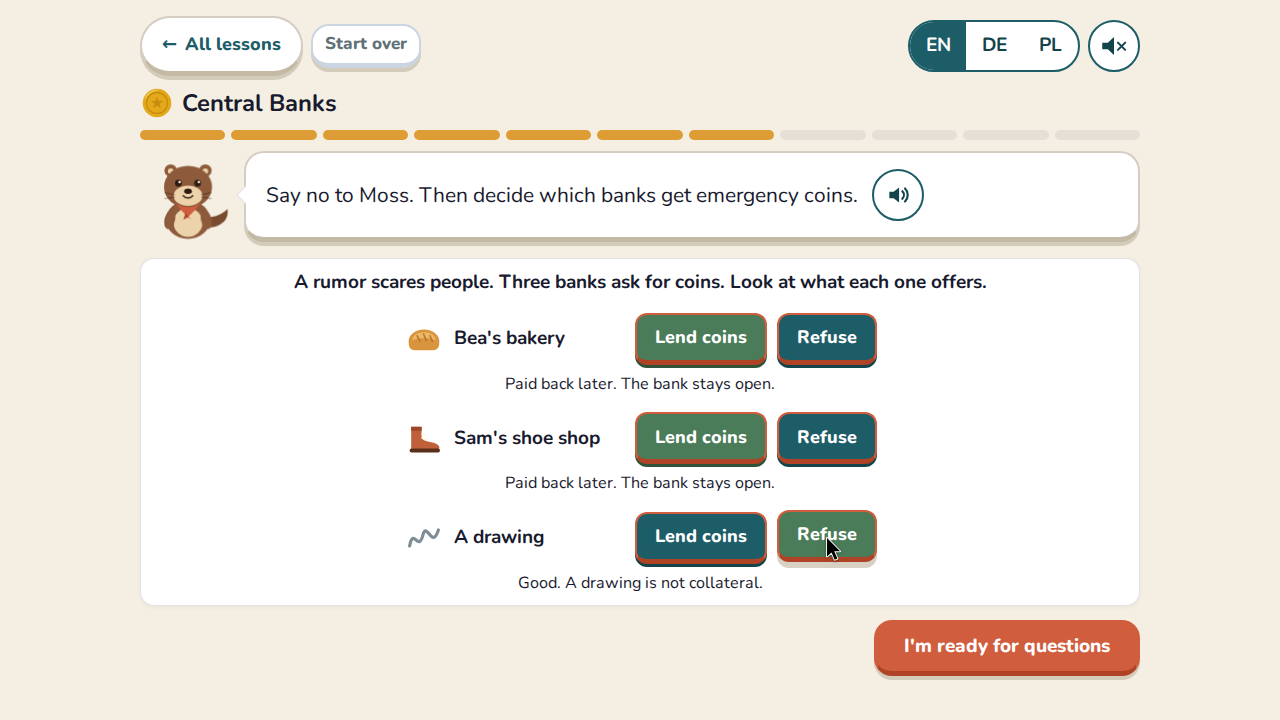 ← All lessons
Start over
EN
DE
PL
Central Banks
Say no to Moss. Then decide which banks get emergency coins.
A rumor scares people. Three banks ask for coins. Look at what each one offers.
Bea's bakery
Lend coins
Refuse
Paid back later. The bank stays open.
Sam's shoe shop
Lend coins
Refuse
Paid back later. The bank stays open.
A drawing
Lend coins
Refuse
Good. A drawing is not collateral.
I'm ready for questions